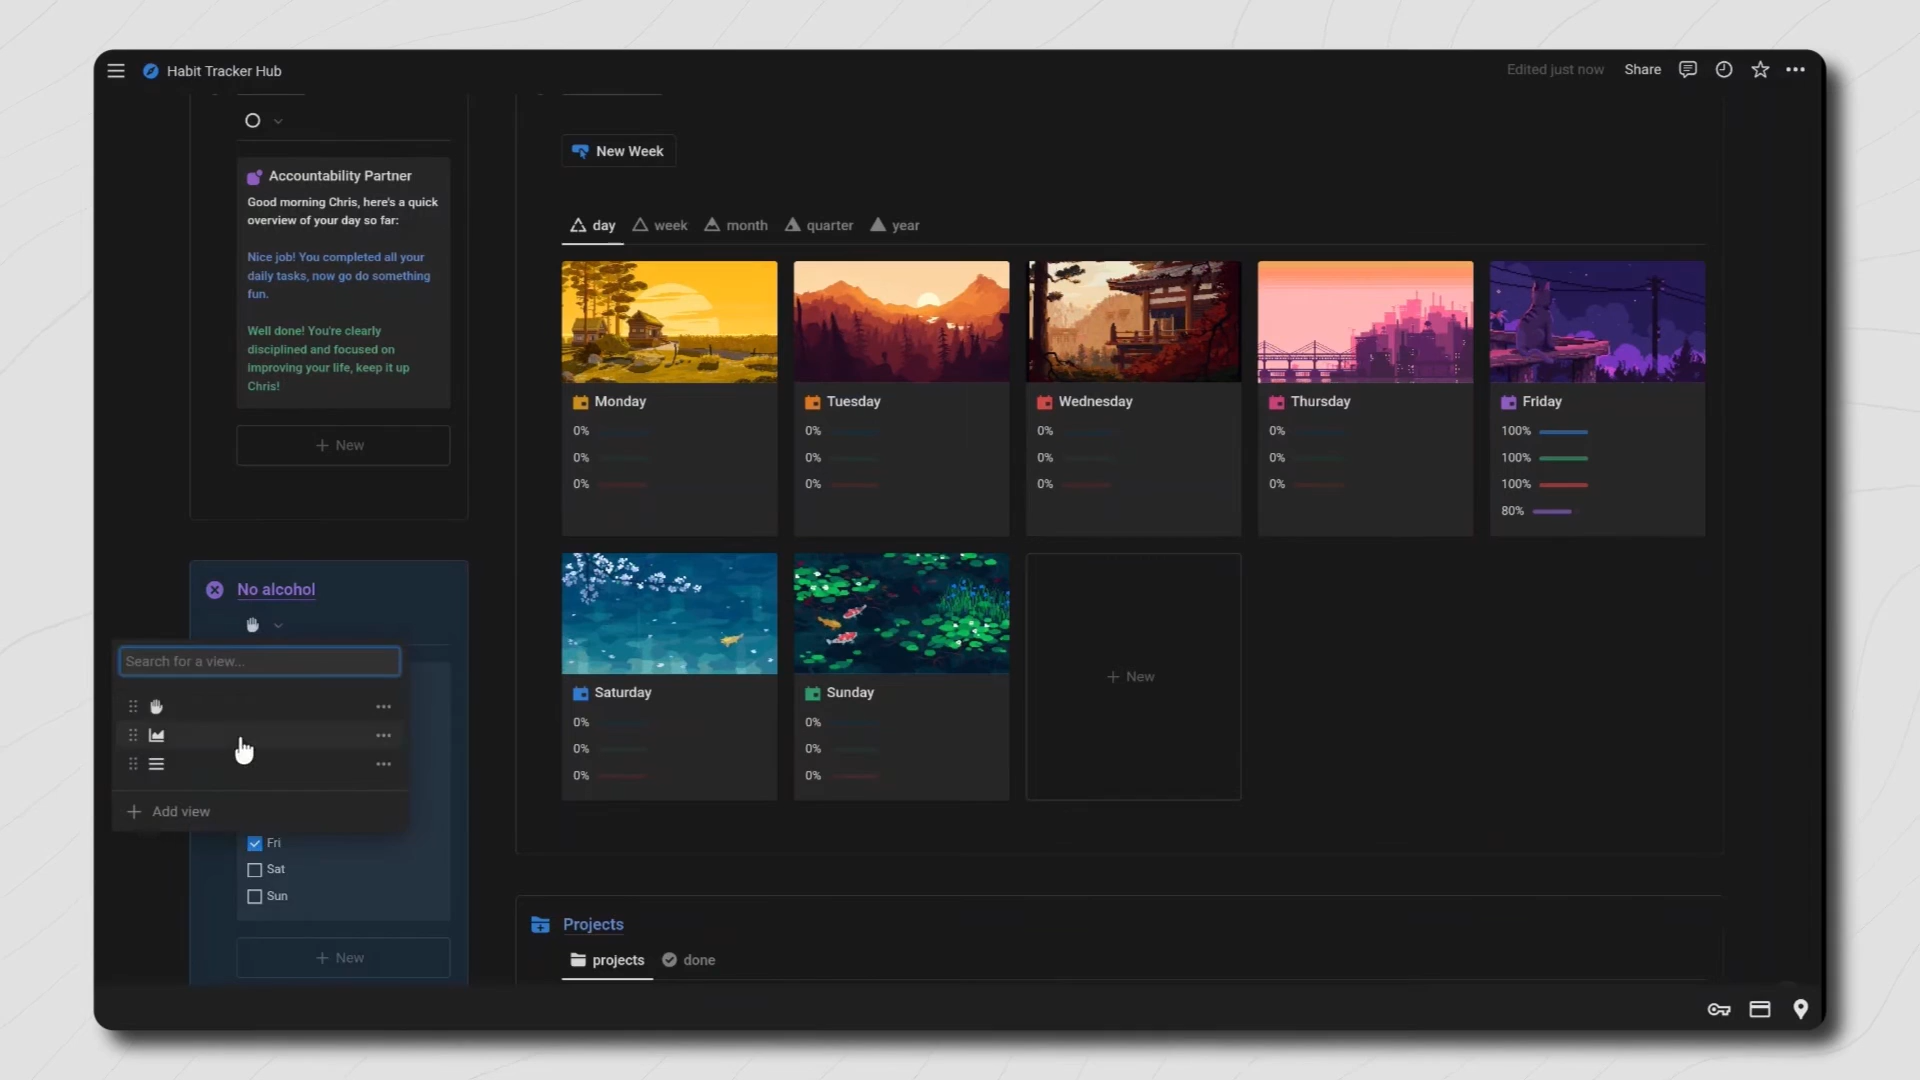 Habit Tracker Hub
Edited just now
Share
Accountability Partner
Good morning Chris, here's a quick
overview of your day so far:
Nice job! You completed all your
daily tasks, now go do something
fun.
Well done! You're clearly
disciplined and focused on
improving your life, keep it up
Chris!
+ New
No alcohol
Search for a view...
+ Add view
Fri
Sat
Sun
+ New
New Week
day week month quarter year
Monday
0%
0%
0%
Tuesday
0%
0%
0%
Wednesday
0%
0%
0%
Thursday
0%
0%
0%
Friday
100%
100%
100%
80%
Saturday
0%
0%
0%
Sunday
0%
0%
0%
+ New
Projects
projects done